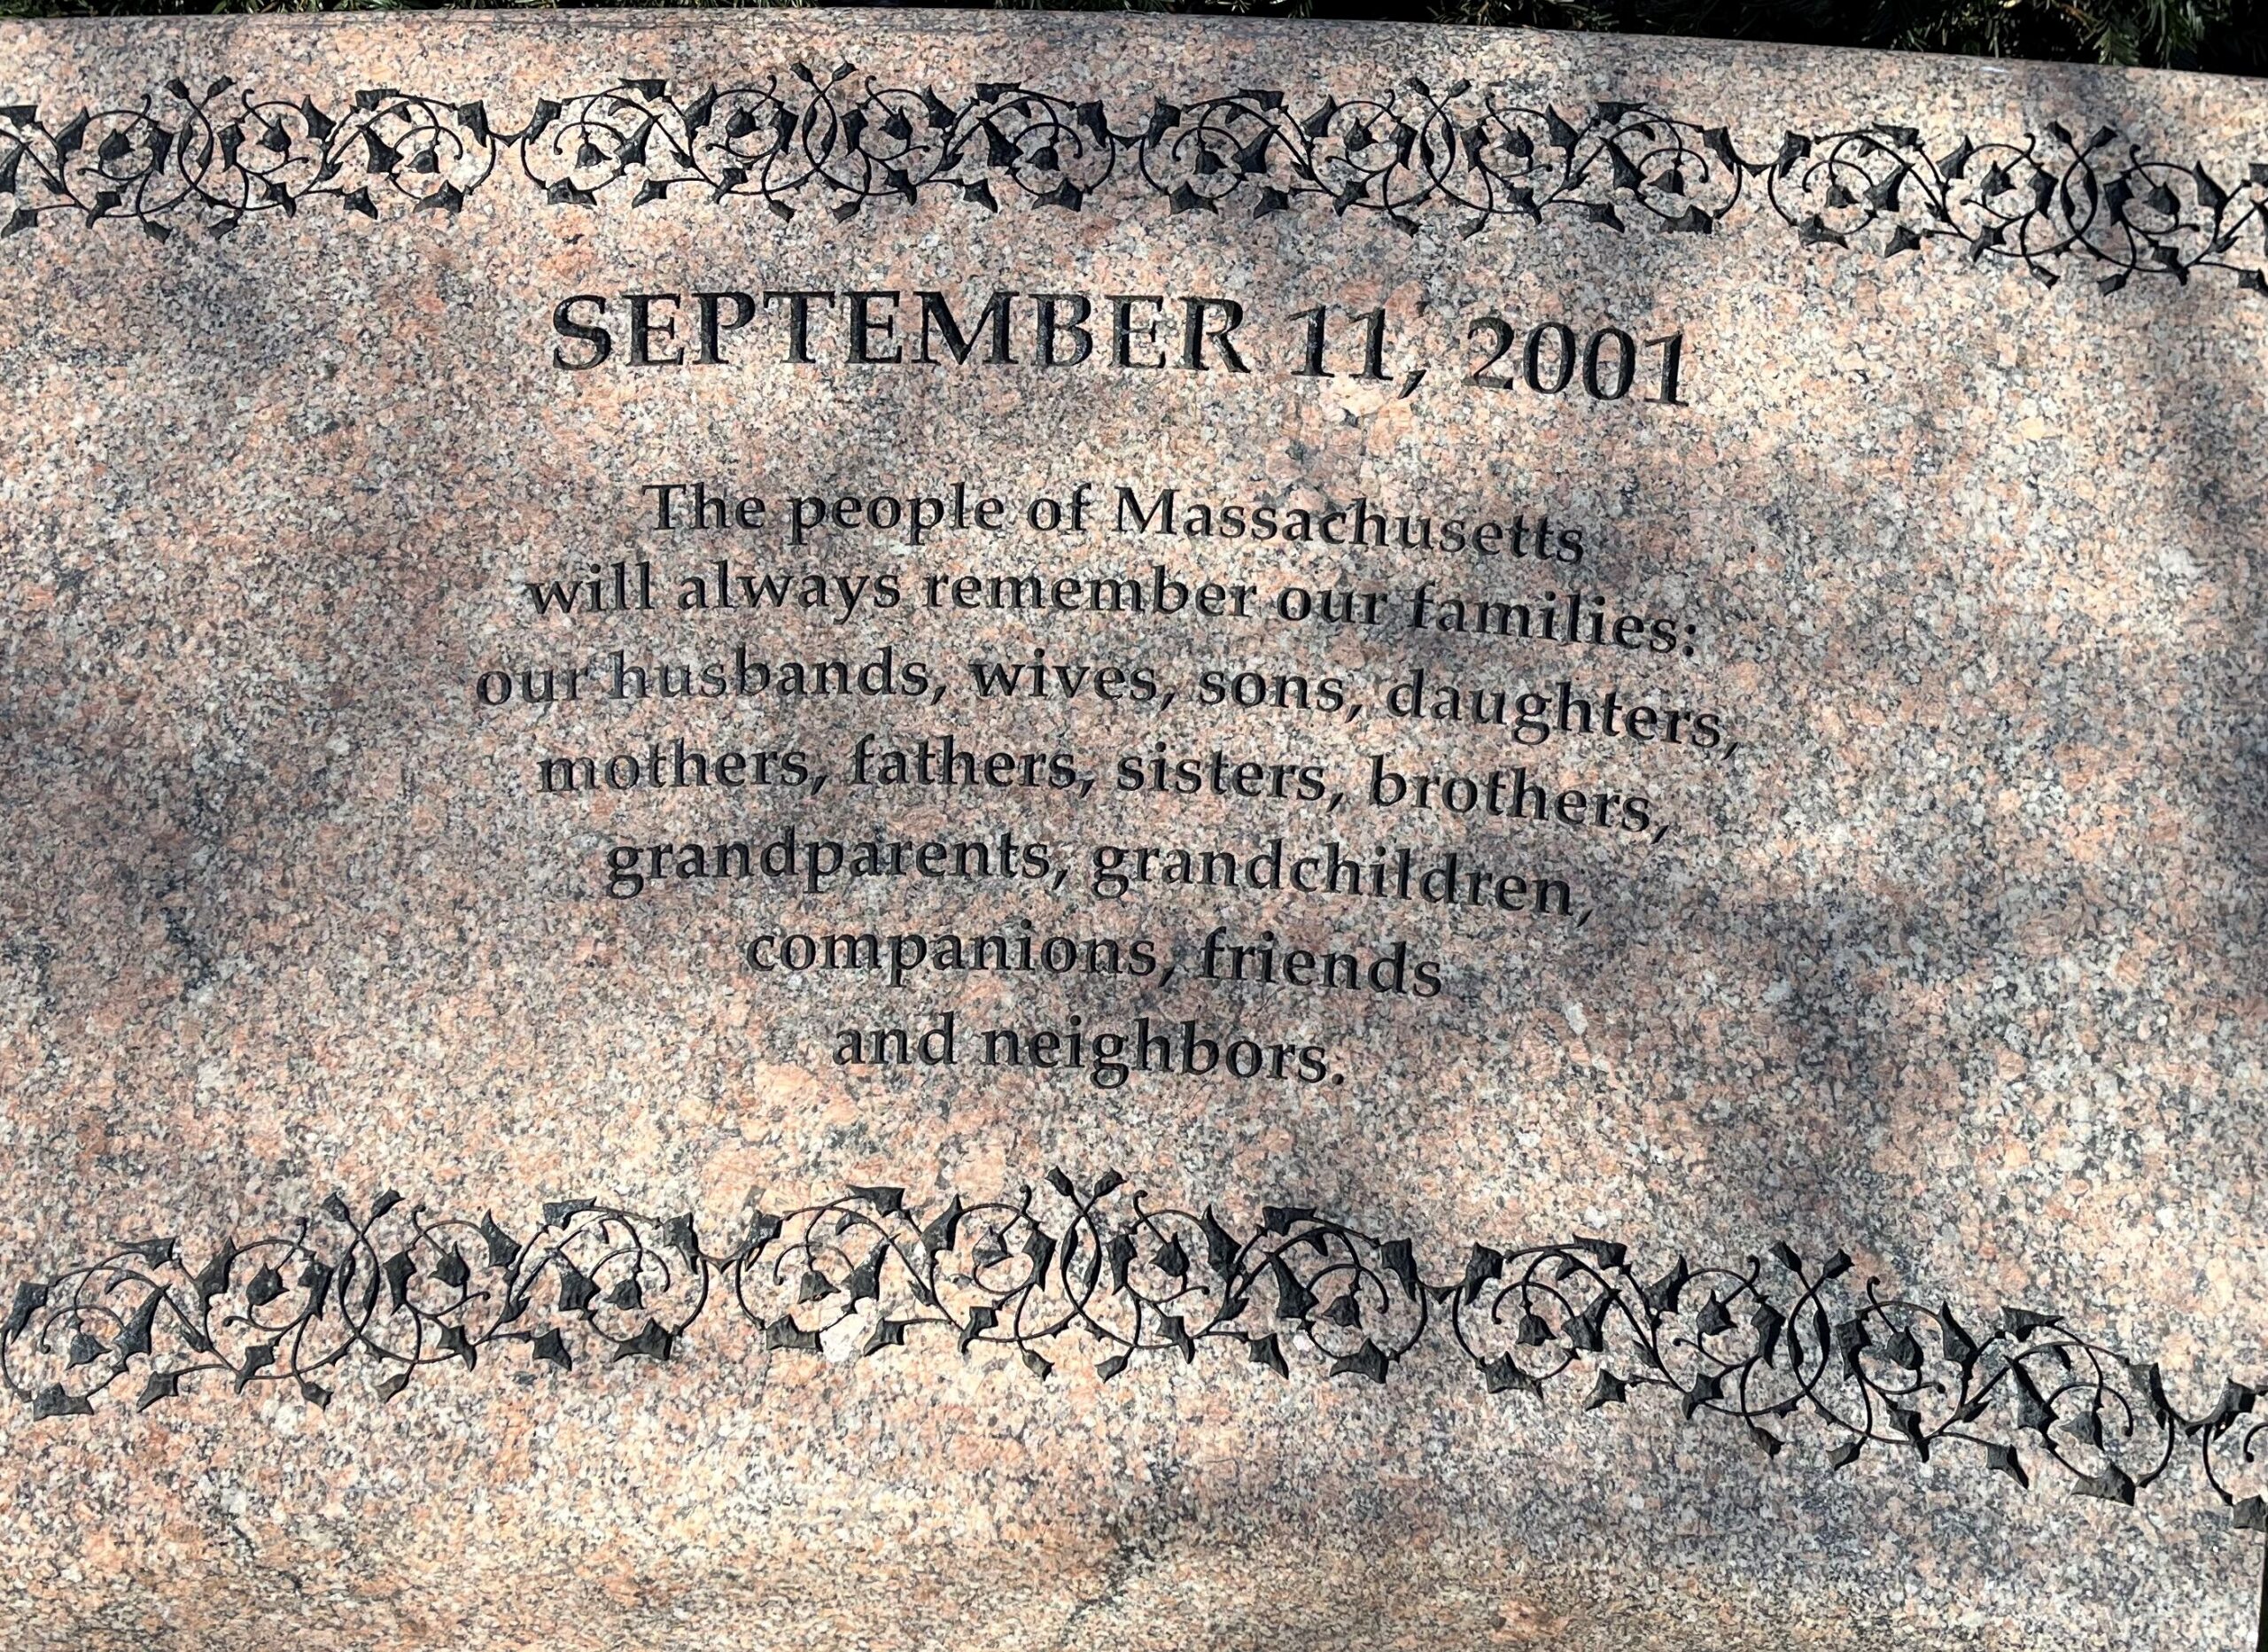 SEPTEMBER 11, 2001
The people of Massachusetts
will always remember our families:
our husbands, wives, sons, daughters,
mothers, fathers, sisters, brothers,
grandparents, grandchildren,
companions, friends
and neighbors.